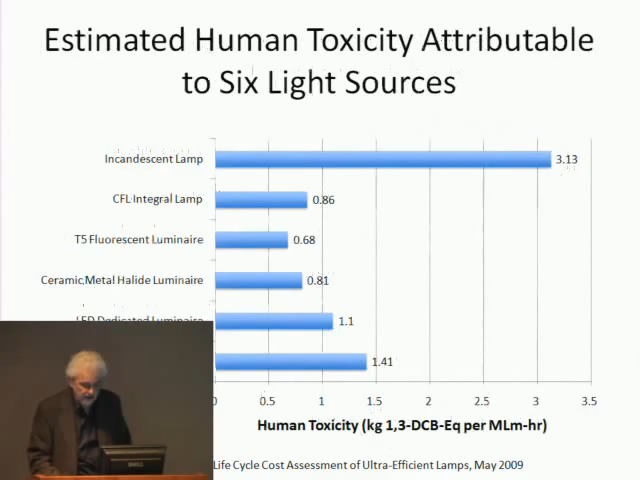 Estimated Human Toxicity Attributable
to Six Light Sources
Incandescent Lamp
3.13
CFL Integral Lamp
0.86
T5 Fluorescent Luminaire
0.68
Ceramic Metal Halide Luminaire
0.81
LED Dedicated Luminaire
1.1
1.41
0.5
1
1.5
2
2.5
3
3.5
Human Toxicity (kg 1,3-DCB-Eq per MLm-hr)
Life Cycle Cost Assessment of Ultra-Efficient Lamps, May 2009